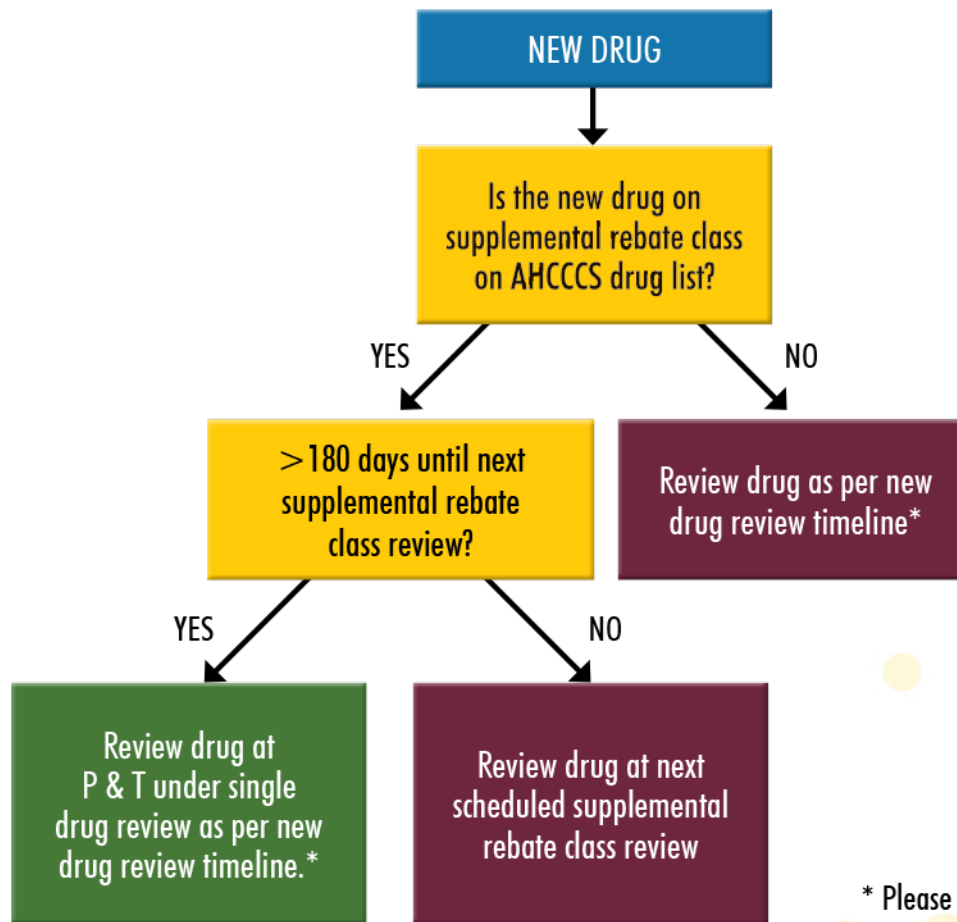 NEW DRUG
Is the new drug on
supplemental rebate class
on AHCCCS drug list?
YES
NO
>180 days until next
supplemental rebate
class review?
Review drug as per new
drug review timeline*
YES
NO
Review drug at
P & T under single
drug review as per new
drug review timeline.*
Review drug at next
scheduled supplemental
rebate class review
* Please